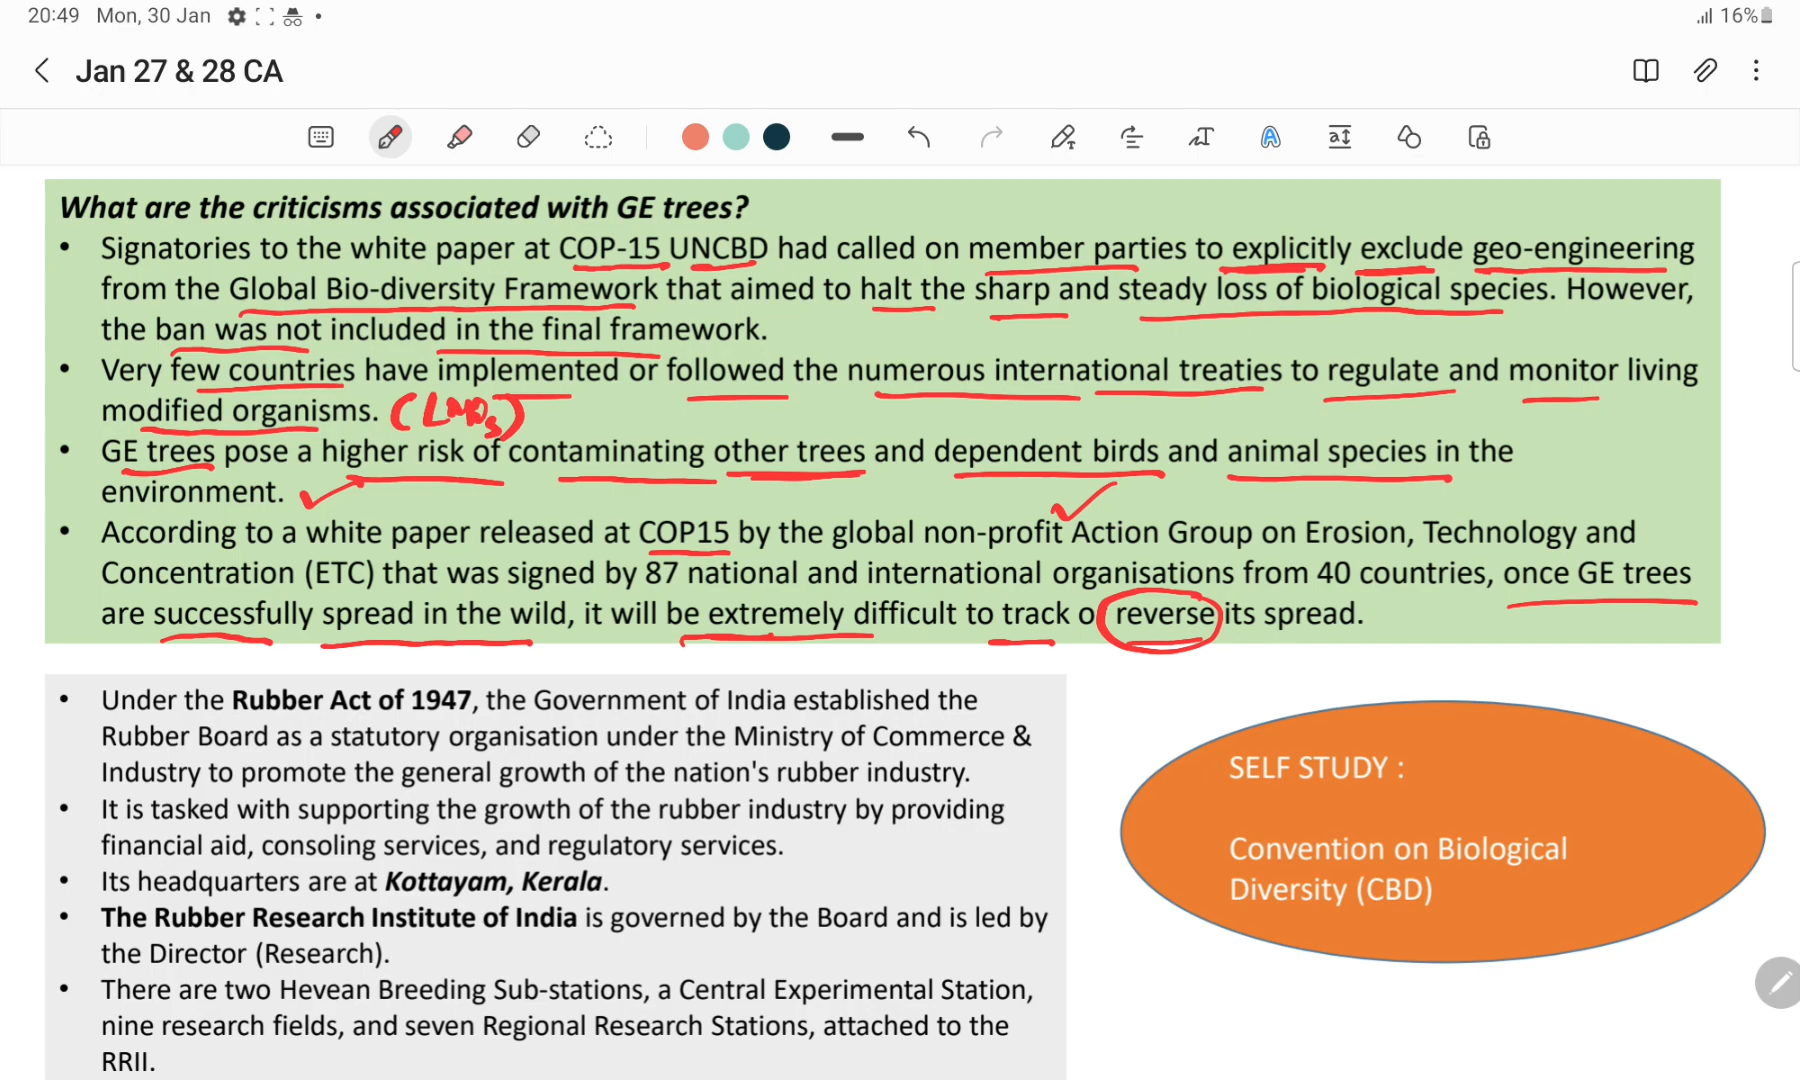 20:49 Mon, 30 Jan
16%
Jan 27 & 28 CA
What are the criticisms associated with GE trees?
• Signatories to the white paper at COP-15 UNCBD had called on member parties to explicitly exclude geo-engineering
from the Global Bio-diversity Framework that aimed to halt the sharp and steady loss of biological species. However,
the ban was not included in the final framework.
• Very few countries have implemented or followed the numerous international treaties to regulate and monitor living
modified organisms. (LMOs)
• GE trees pose a higher risk of contaminating other trees and dependent birds and animal species in the
environment.
• According to a white paper released at COP15 by the global non-profit Action Group on Erosion, Technology and
Concentration (ETC) that was signed by 87 national and international organisations from 40 countries, once GE trees
are successfully spread in the wild, it will be extremely difficult to track o reverse its spread.
• Under the Rubber Act of 1947, the Government of India established the
Rubber Board as a statutory organisation under the Ministry of Commerce &
Industry to promote the general growth of the nation's rubber industry.
• It is tasked with supporting the growth of the rubber industry by providing
financial aid, consoling services, and regulatory services.
• Its headquarters are at Kottayam, Kerala.
• The Rubber Research Institute of India is governed by the Board and is led by
the Director (Research).
• There are two Hevean Breeding Sub-stations, a Central Experimental Station,
nine research fields, and seven Regional Research Stations, attached to the
RRII.
SELF STUDY :
Convention on Biological
Diversity (CBD)